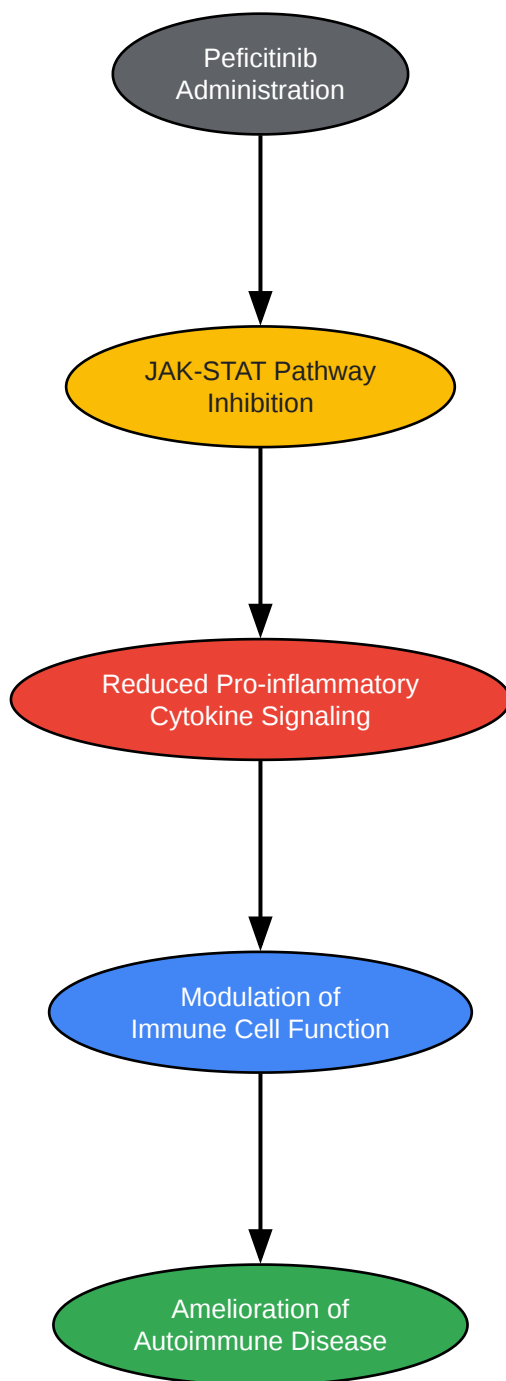 Peficitinib
Administration
JAK-STAT Pathway
Inhibition
Reduced Pro-inflammatory
Cytokine Signaling
Modulation of
Immune Cell Function
Amelioration of
Autoimmune Disease